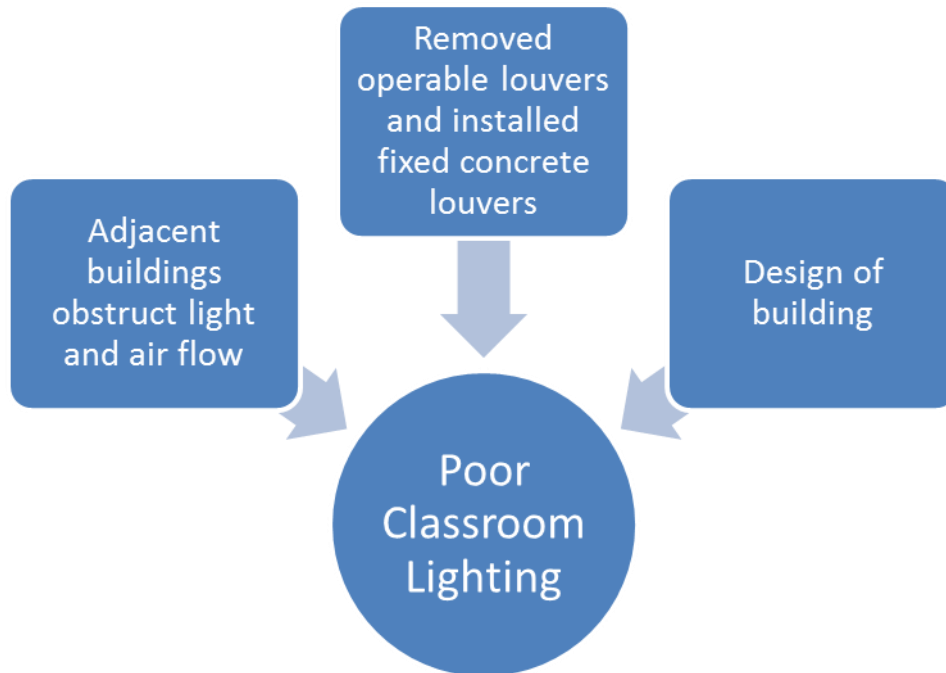 Removed
operable louvers
and installed
fixed concrete
louvers
Adjacent
buildings
obstruct light
and air flow
Design of
building
Poor
Classroom
Lighting